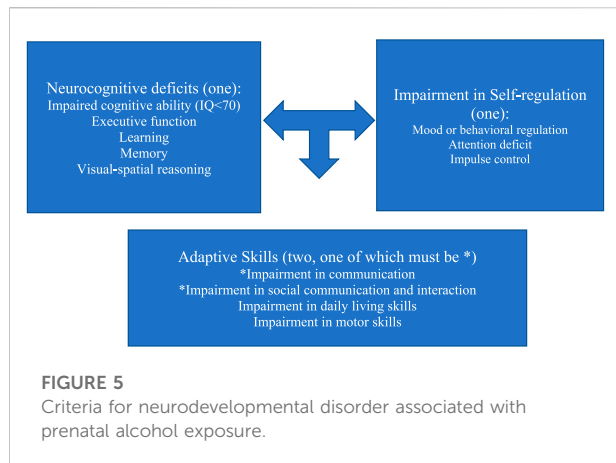 Neurocognitive deficits (one):
Impaired cognitive ability (IQ<70)
Executive function
Learning
Memory
Visual-spatial reasoning
Impairment in Self-regulation
(one):
Mood or behavioral regulation
Attention deficit
Impulse control
Adaptive Skills (two, one of which must be *)
*Impairment in communication
*Impairment in social communication and interaction
Impairment in daily living skills
Impairment in motor skills
FIGURE 5
Criteria for neurodevelopmental disorder associated with
prenatal alcohol exposure.